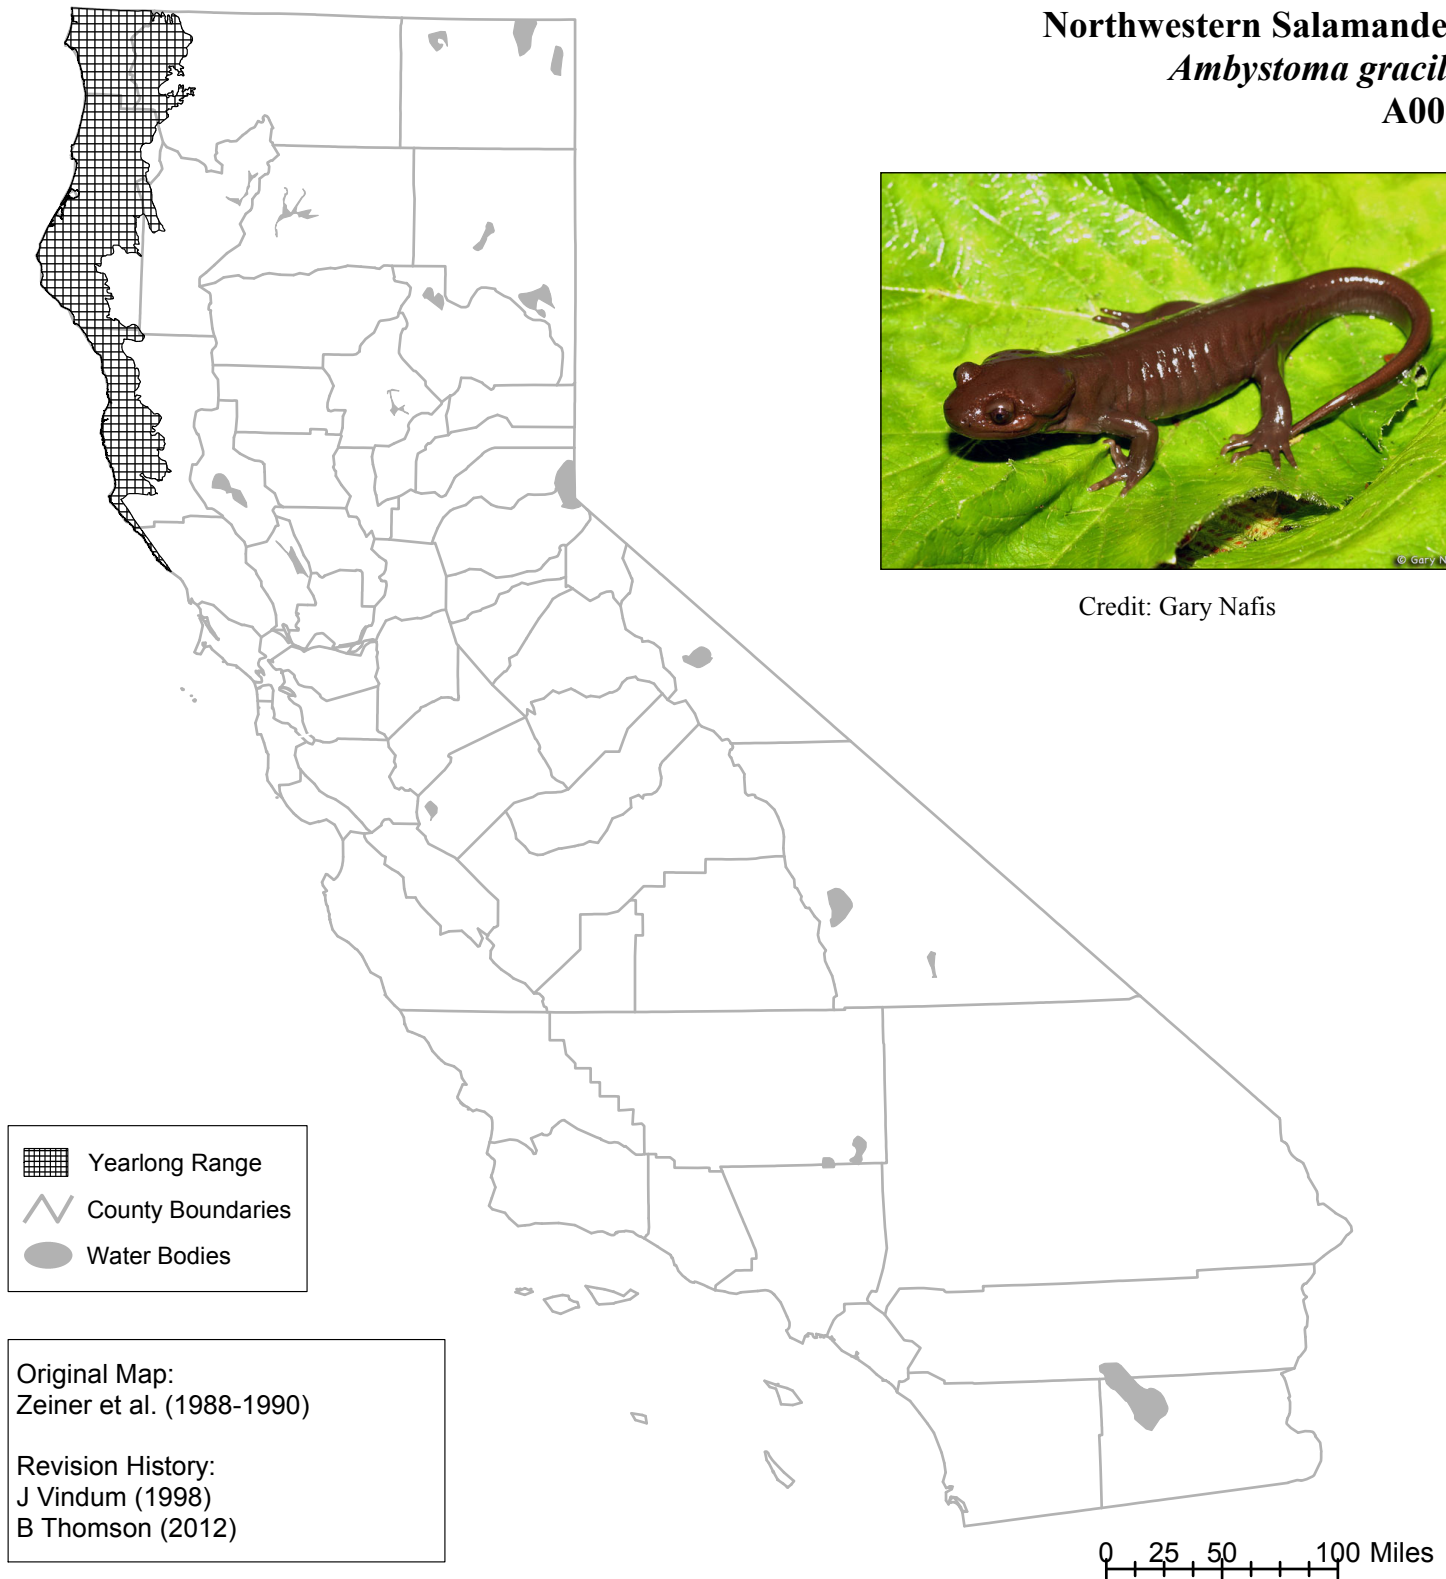 Northwestern Salamande
Ambystoma gracil
A00
© Gary N
Credit: Gary Nafis
Yearlong Range
County Boundaries
Water Bodies
Original Map:
Zeiner et al. (1988-1990)
Revision History:
J Vindum (1998)
B Thomson (2012)
0 25 50 100 Miles